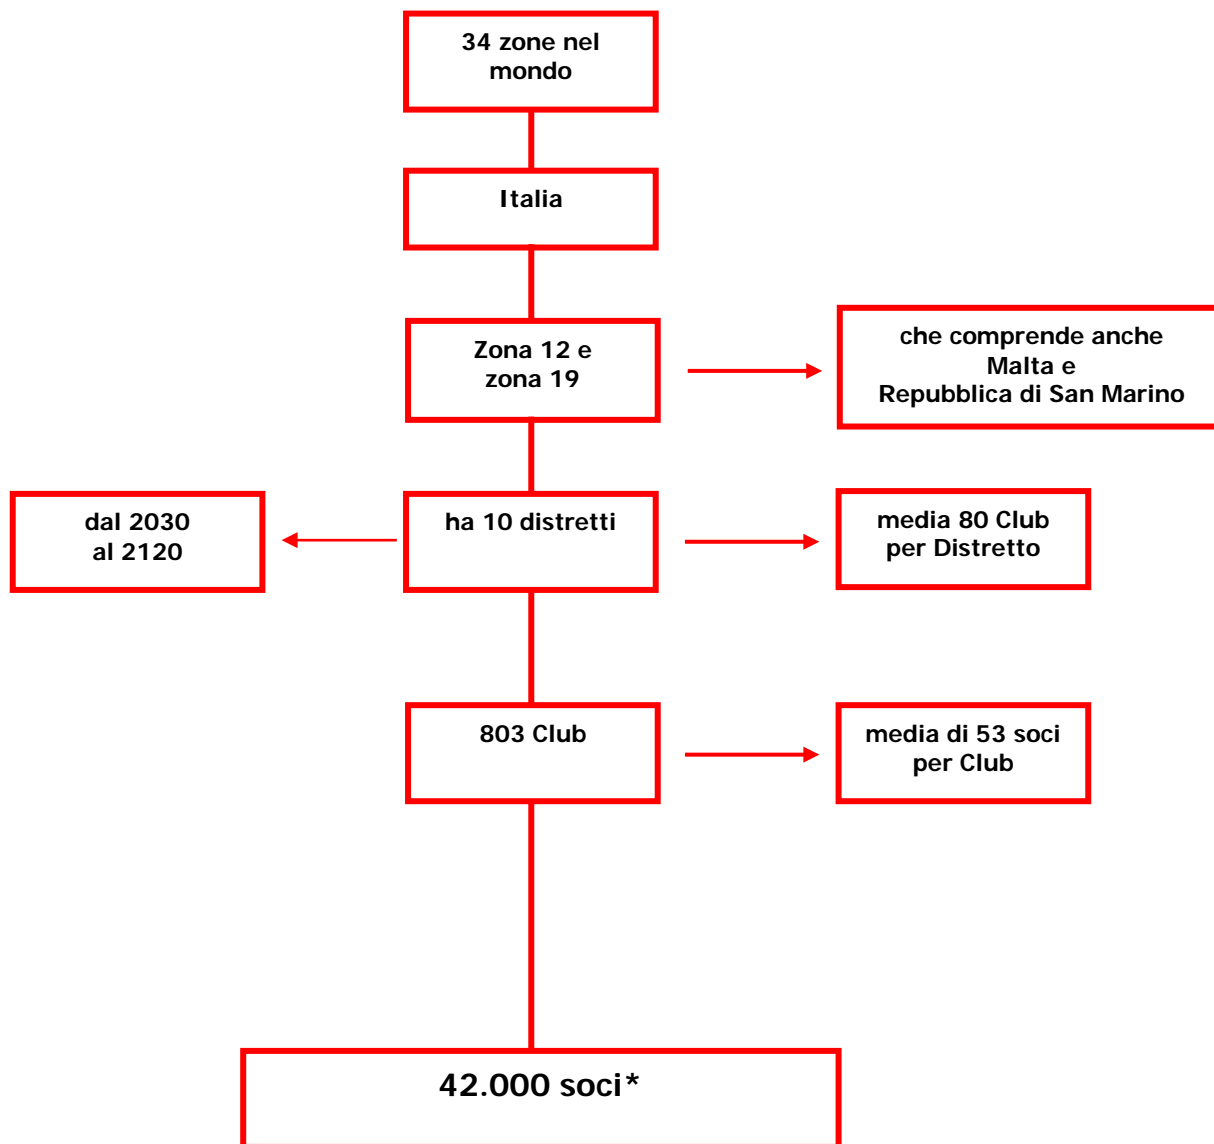 34 zone nel
mondo
Italia
Zona 12 e
zona 19
che comprende anche
Malta e
Repubblica di San Marino
dal 2030
al 2120
ha 10 distretti
media 80 Club
per Distretto
803 Club
media di 53 soci
per Club
42.000 soci*